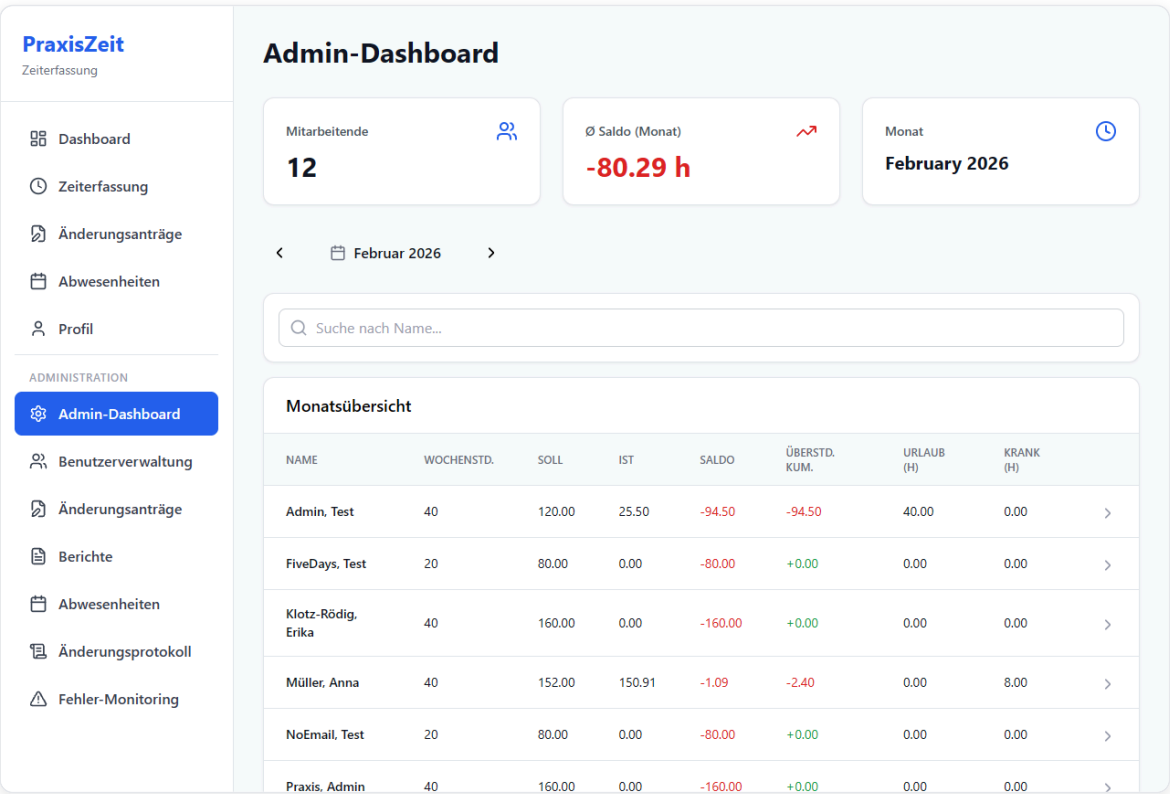 PraxisZeit
Zeiterfassung
Dashboard
Zeiterfassung
Änderungsanträge
Abwesenheiten
Profil
ADMINISTRATION
Admin-Dashboard
Benutzerverwaltung
Änderungsanträge
Berichte
Abwesenheiten
Änderungsprotokoll
Fehler-Monitoring
Admin-Dashboard
Mitarbeitende
12
Ø Saldo (Monat)
-80.29 h
Monat
February 2026
Februar 2026
Suche nach Name...
Monatsübersicht
NAME WOCHENSTD. SOLL IST SALDO ÜBERSTD. KUM. URLAUB (H) KRANK (H)
Admin, Test 40 120.00 25.50 -94.50 -94.50 40.00 0.00
FiveDays, Test 20 80.00 0.00 -80.00 +0.00 0.00 0.00
Klotz-Rödig, Erika 40 160.00 0.00 -160.00 +0.00 0.00 0.00
Müller, Anna 40 152.00 150.91 -1.09 -2.40 0.00 8.00
NoEmail, Test 20 80.00 0.00 -80.00 +0.00 0.00 0.00
Praxis, Admin 40 160.00 0.00 -160.00 +0.00 0.00 0.00